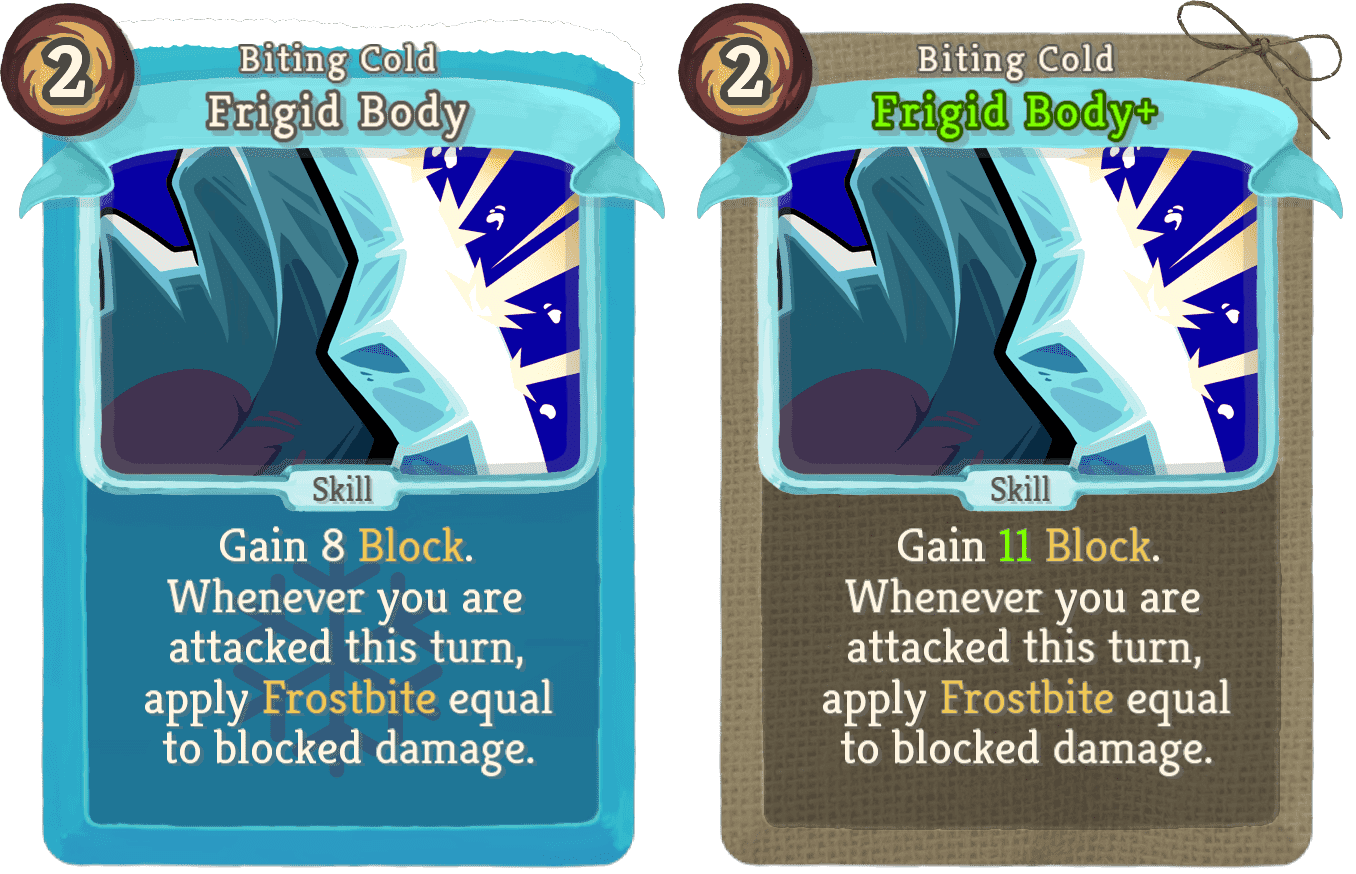 2
Biting Cold
Frigid Body
Skill
Gain 8 Block.
Whenever you are
attacked this turn,
apply Frostbite equal
to blocked damage.
2
Biting Cold
Frigid Body+
Skill
Gain 11 Block.
Whenever you are
attacked this turn,
apply Frostbite equal
to blocked damage.